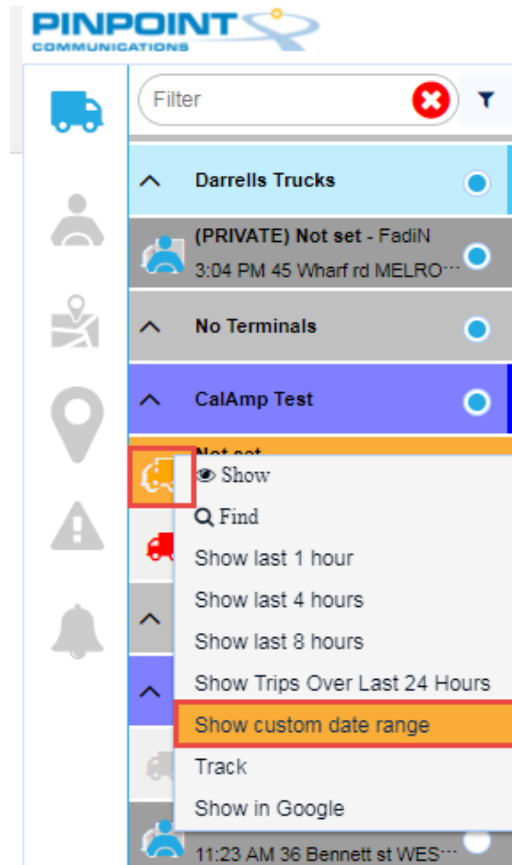 PINPOINT
COMMUNICATIONS
Filter
Darrells Trucks
(PRIVATE) Not set - FadiN
3:04 PM 45 Wharf rd MELRO...
No Terminals
CalAmp Test
Not set
Show
Find
Show last 1 hour
Show last 4 hours
Show last 8 hours
Show Trips Over Last 24 Hours
Show custom date range
Track
Show in Google
11:23 AM 36 Bennett st WES...